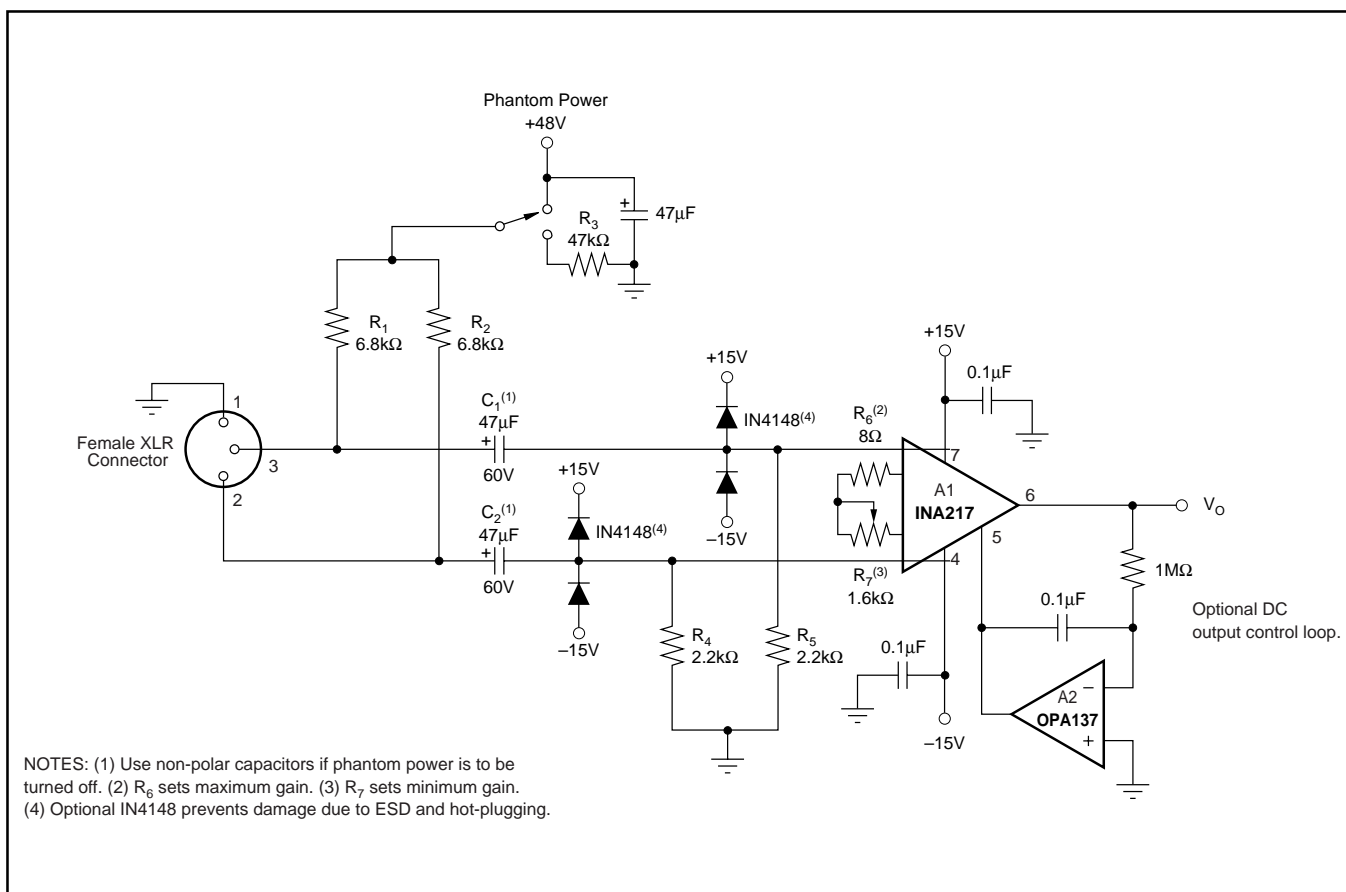 Phantom Power
+48V
+
47µF
R3
47kΩ
R1
6.8kΩ
R2
6.8kΩ
+15V
+15V
0.1µF
1
C1(1)
47µF
+
60V
IN4148(4)
R6(2)
8Ω
7
Female XLR
Connector
3
2
+15V
A1
INA217
6
VO
C2(1)
47µF
+
60V
IN4148(4)
–15V
5
4
R7(3)
1.6kΩ
1MΩ
–15V
R4
2.2kΩ
R5
2.2kΩ
0.1µF
0.1µF
Optional DC
output control loop.
A2
OPA137
–
+
–15V
NOTES: (1) Use non-polar capacitors if phantom power is to be
turned off. (2) R6 sets maximum gain. (3) R7 sets minimum gain.
(4) Optional IN4148 prevents damage due to ESD and hot-plugging.